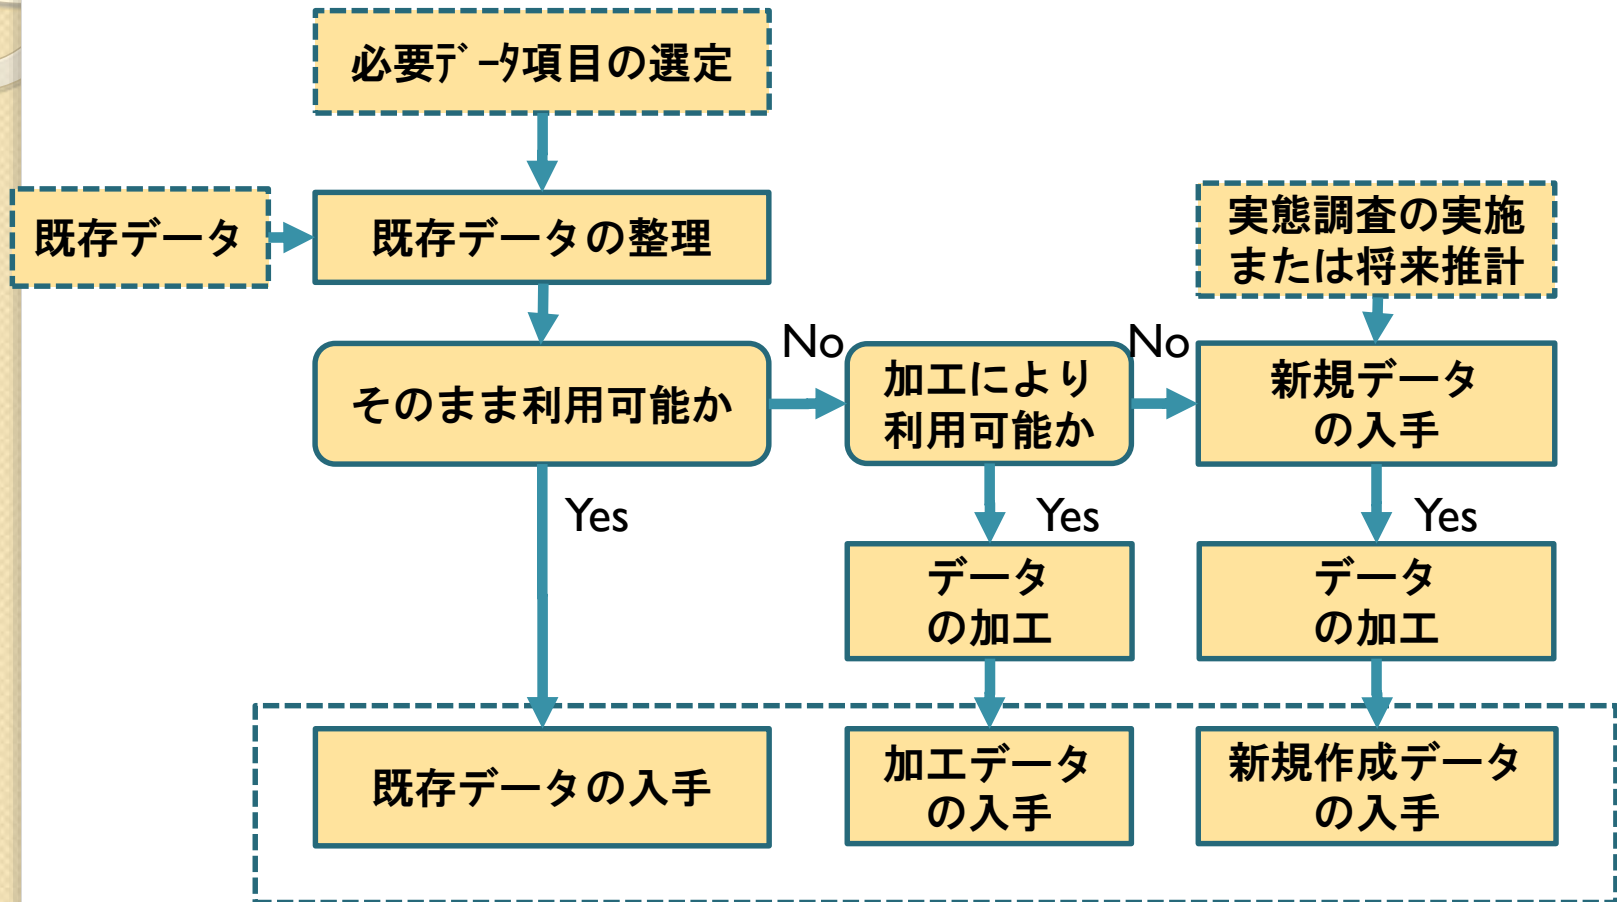 必要ﾃﾞｰﾀ項目の選定
既存データ
既存データの整理
実態調査の実施
または将来推計
そのまま利用可能か
No
加工により
利用可能か
No
新規データ
の入手
Yes
Yes
Yes
データ
の加工
データ
の加工
既存データの入手
加工データ
の入手
新規作成データ
の入手